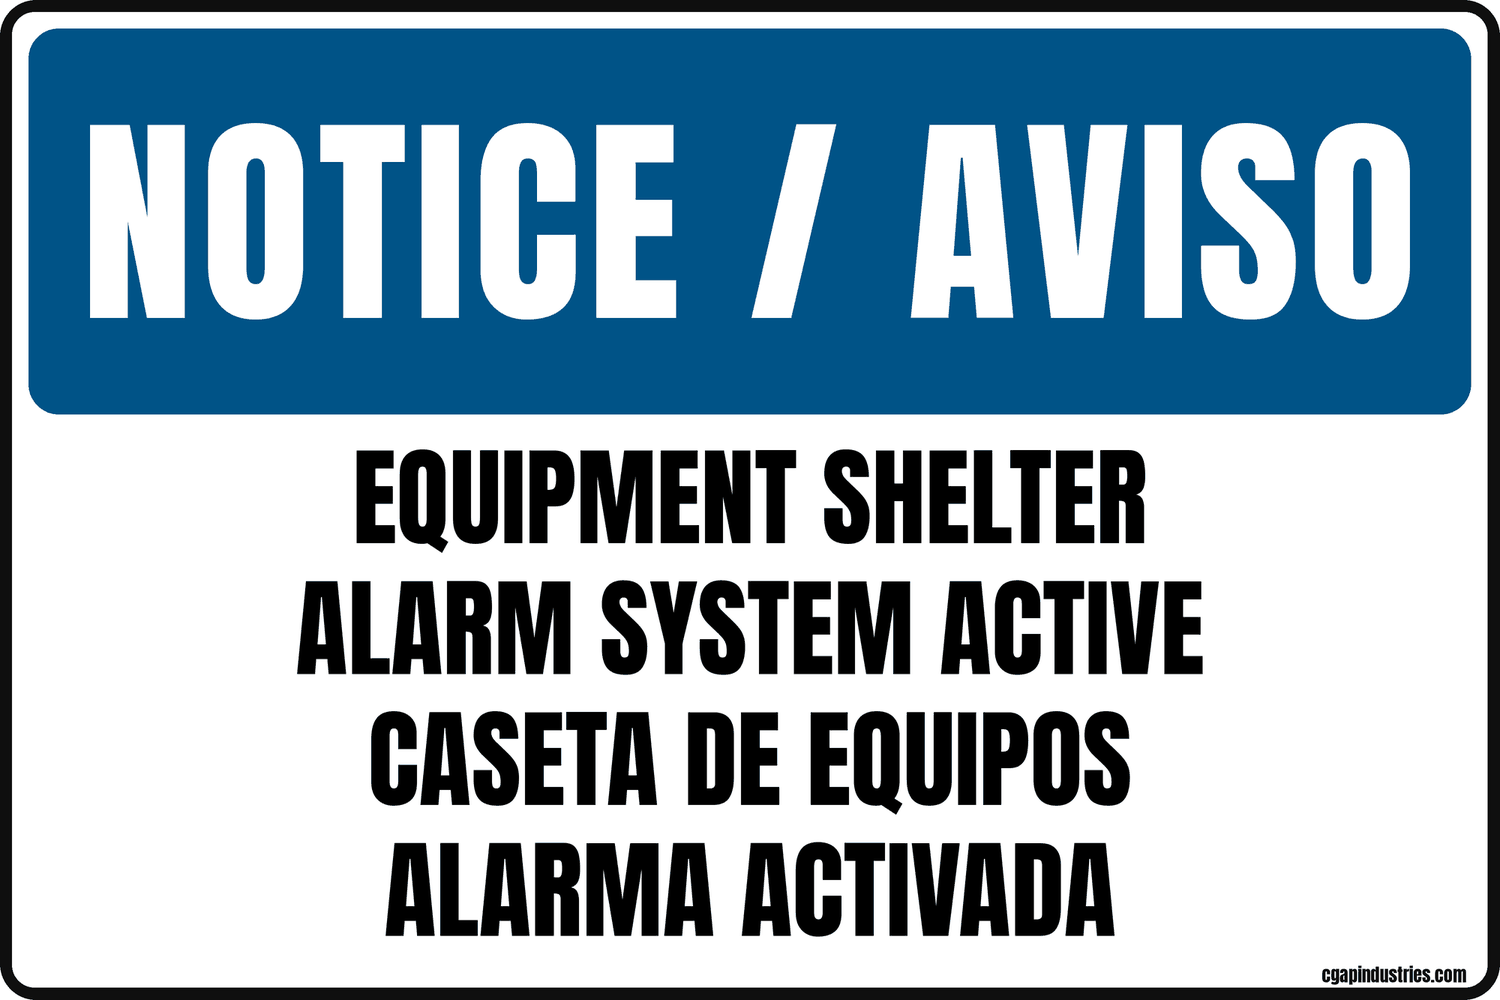 NOTICE / AVISO
EQUIPMENT SHELTER
ALARM SYSTEM ACTIVE
CASETA DE EQUIPOS
ALARMA ACTIVADA
cgapindustries.com